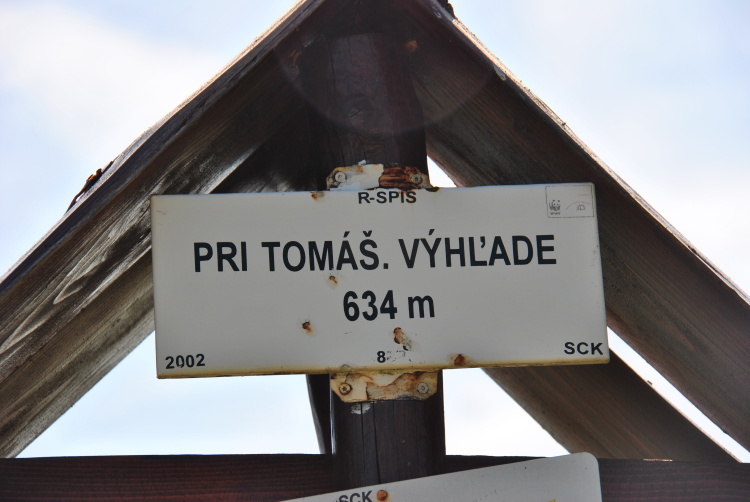 R-SPIŠ
PRI TOMÁŠ. VÝHĽADE
634 m
2002
SCK
SCK